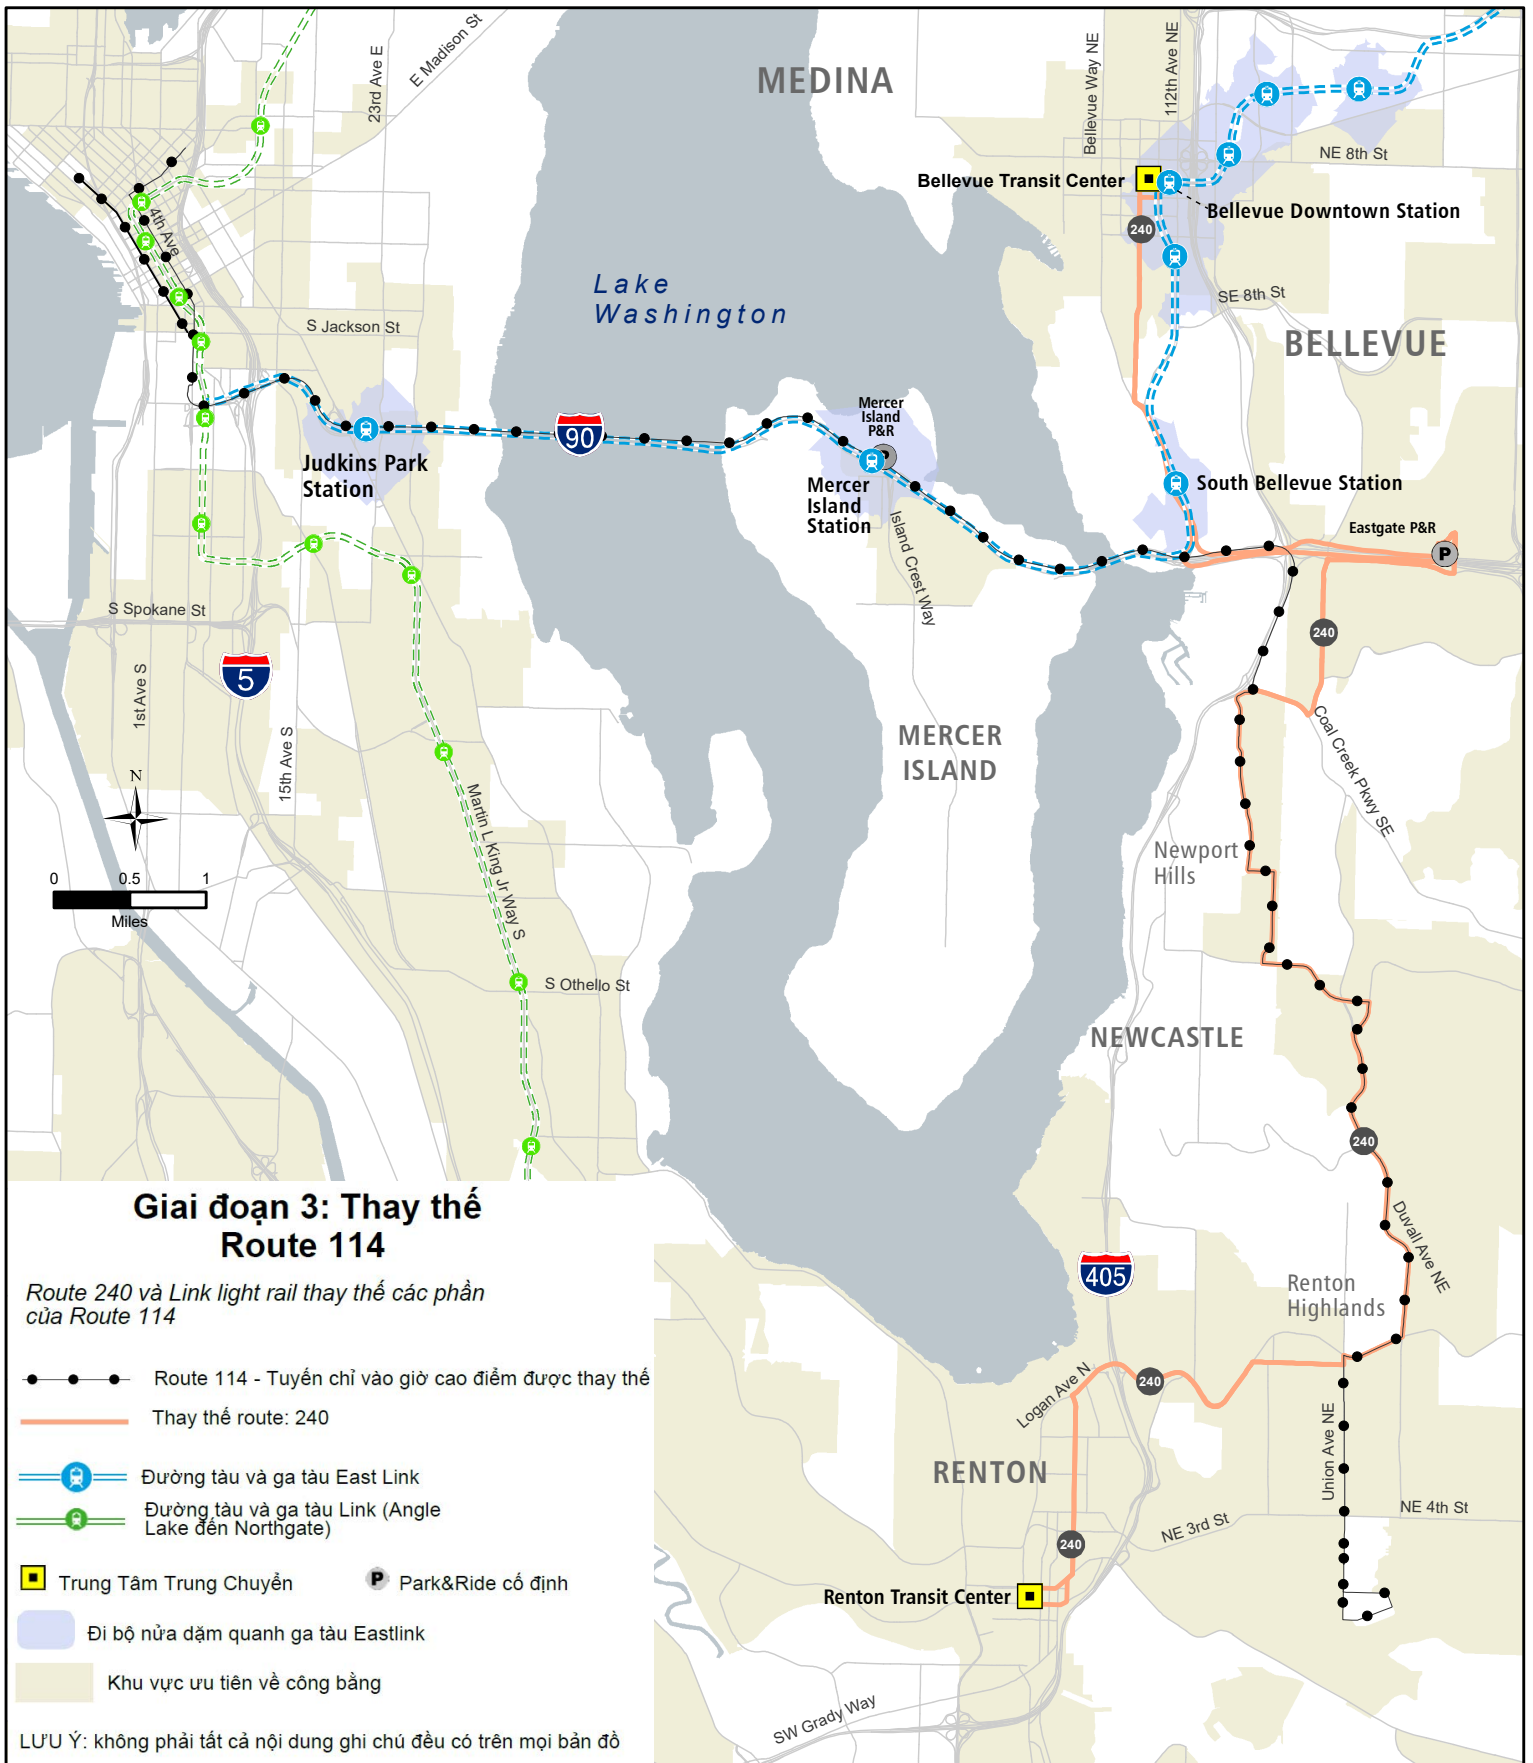 MEDINA
23rd Ave E
E Madison St
Bellevue Way NE
112th Ave NE
NE 8th St
Bellevue Transit Center
Bellevue Downtown Station
4th Ave
240
Lake
Washington
SE 8th St
S Jackson St
BELLEVUE
Mercer
Island
P&R
P
90
Judkins Park
Station
Mercer
Island
Station
South Bellevue Station
Island Crest Way
Eastgate P&R
P
S Spokane St
240
5
1st Ave S
15th Ave S
MERCER
ISLAND
Coal Creek Pkwy SE
N
Martin L King Jr Way S
Newport
Hills
0 0.5 1
Miles
S Othello St
NEWCASTLE
240
Duvall Ave NE
405
Renton
Highlands
Logan Ave N
240
Union Ave NE
RENTON
NE 4th St
NE 3rd St
240
Renton Transit Center
SW Grady Way
Giai đoạn 3: Thay thế
Route 114
Route 240 và Link light rail thay thế các phần
của Route 114
Route 114 - Tuyến chỉ vào giờ cao điểm được thay thế
Thay thế route: 240
Đường tàu và ga tàu East Link
Đường tàu và ga tàu Link (Angle
Lake đến Northgate)
Trung Tâm Trung Chuyển
P Park&Ride cố định
Đi bộ nửa dặm quanh ga tàu Eastlink
Khu vực ưu tiên về công bằng
LƯU Ý: không phải tất cả nội dung ghi chú đều có trên mọi bản đồ